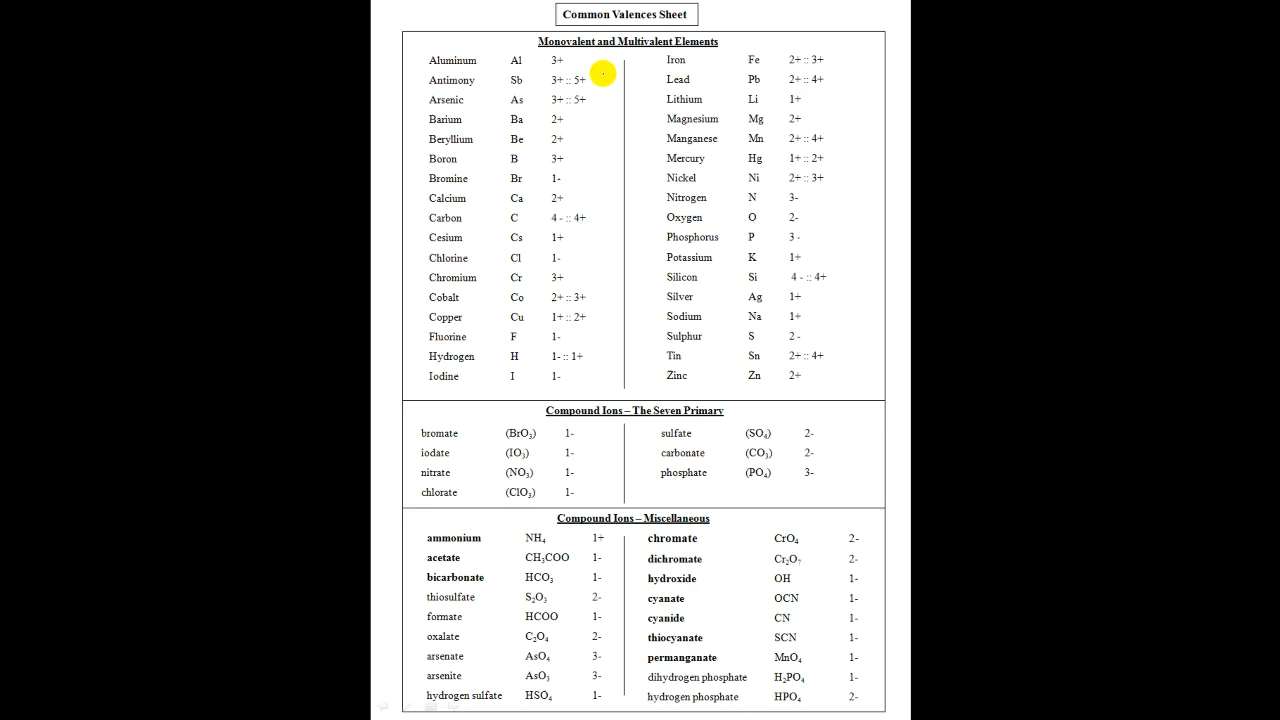 Common Valences Sheet
Monovalent and Multivalent Elements
Aluminum Al 3+
Antimony Sb 3+ :: 5+
Arsenic As 3+ :: 5+
Barium Ba 2+
Beryllium Be 2+
Boron B 3+
Bromine Br 1-
Calcium Ca 2+
Carbon C 4 - :: 4+
Cesium Cs 1+
Chlorine Cl 1-
Chromium Cr 3+
Cobalt Co 2+ :: 3+
Copper Cu 1+ :: 2+
Fluorine F 1-
Hydrogen H 1- :: 1+
Iodine I 1-
Iron Fe 2+ :: 3+
Lead Pb 2+ :: 4+
Lithium Li 1+
Magnesium Mg 2+
Manganese Mn 2+ :: 4+
Mercury Hg 1+ :: 2+
Nickel Ni 2+ :: 3+
Nitrogen N 3-
Oxygen O 2-
Phosphorus P 3 -
Potassium K 1+
Silicon Si 4 - :: 4+
Silver Ag 1+
Sodium Na 1+
Sulphur S 2 -
Tin Sn 2+ :: 4+
Zinc Zn 2+
Compound Ions – The Seven Primary
bromate (BrO₃) 1-
iodate (IO₃) 1-
nitrate (NO₃) 1-
chlorate (ClO₃) 1-
sulfate (SO₄) 2-
carbonate (CO₃) 2-
phosphate (PO₄) 3-
Compound Ions – Miscellaneous
ammonium NH₄ 1+
acetate CH₃COO 1-
bicarbonate HCO₃ 1-
thiosulfate S₂O₃ 2-
formate HCOO 1-
oxalate C₂O₄ 2-
arsenate AsO₄ 3-
arsenite AsO₃ 3-
hydrogen sulfate HSO₄ 1-
chromate CrO₄ 2-
dichromate Cr₂O₇ 2-
hydroxide OH 1-
cyanate OCN 1-
cyanide CN 1-
thiocyanate SCN 1-
permanganate MnO₄ 1-
dihydrogen phosphate H₂PO₄ 1-
hydrogen phosphate HPO₄ 2-